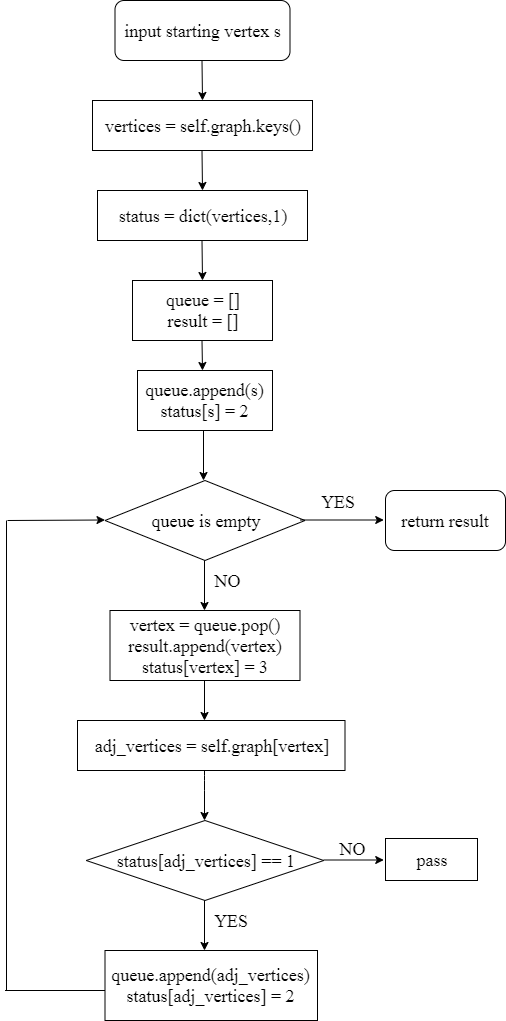 input starting vertex s
vertices = self.graph.keys()
status = dict(vertices,1)
queue = []
result = []
queue.append(s)
status[s] = 2
queue is empty
YES
return result
NO
vertex = queue.pop()
result.append(vertex)
status[vertex] = 3
adj_vertices = self.graph[vertex]
status[adj_vertices] == 1
NO
pass
YES
queue.append(adj_vertices)
status[adj_vertices] = 2